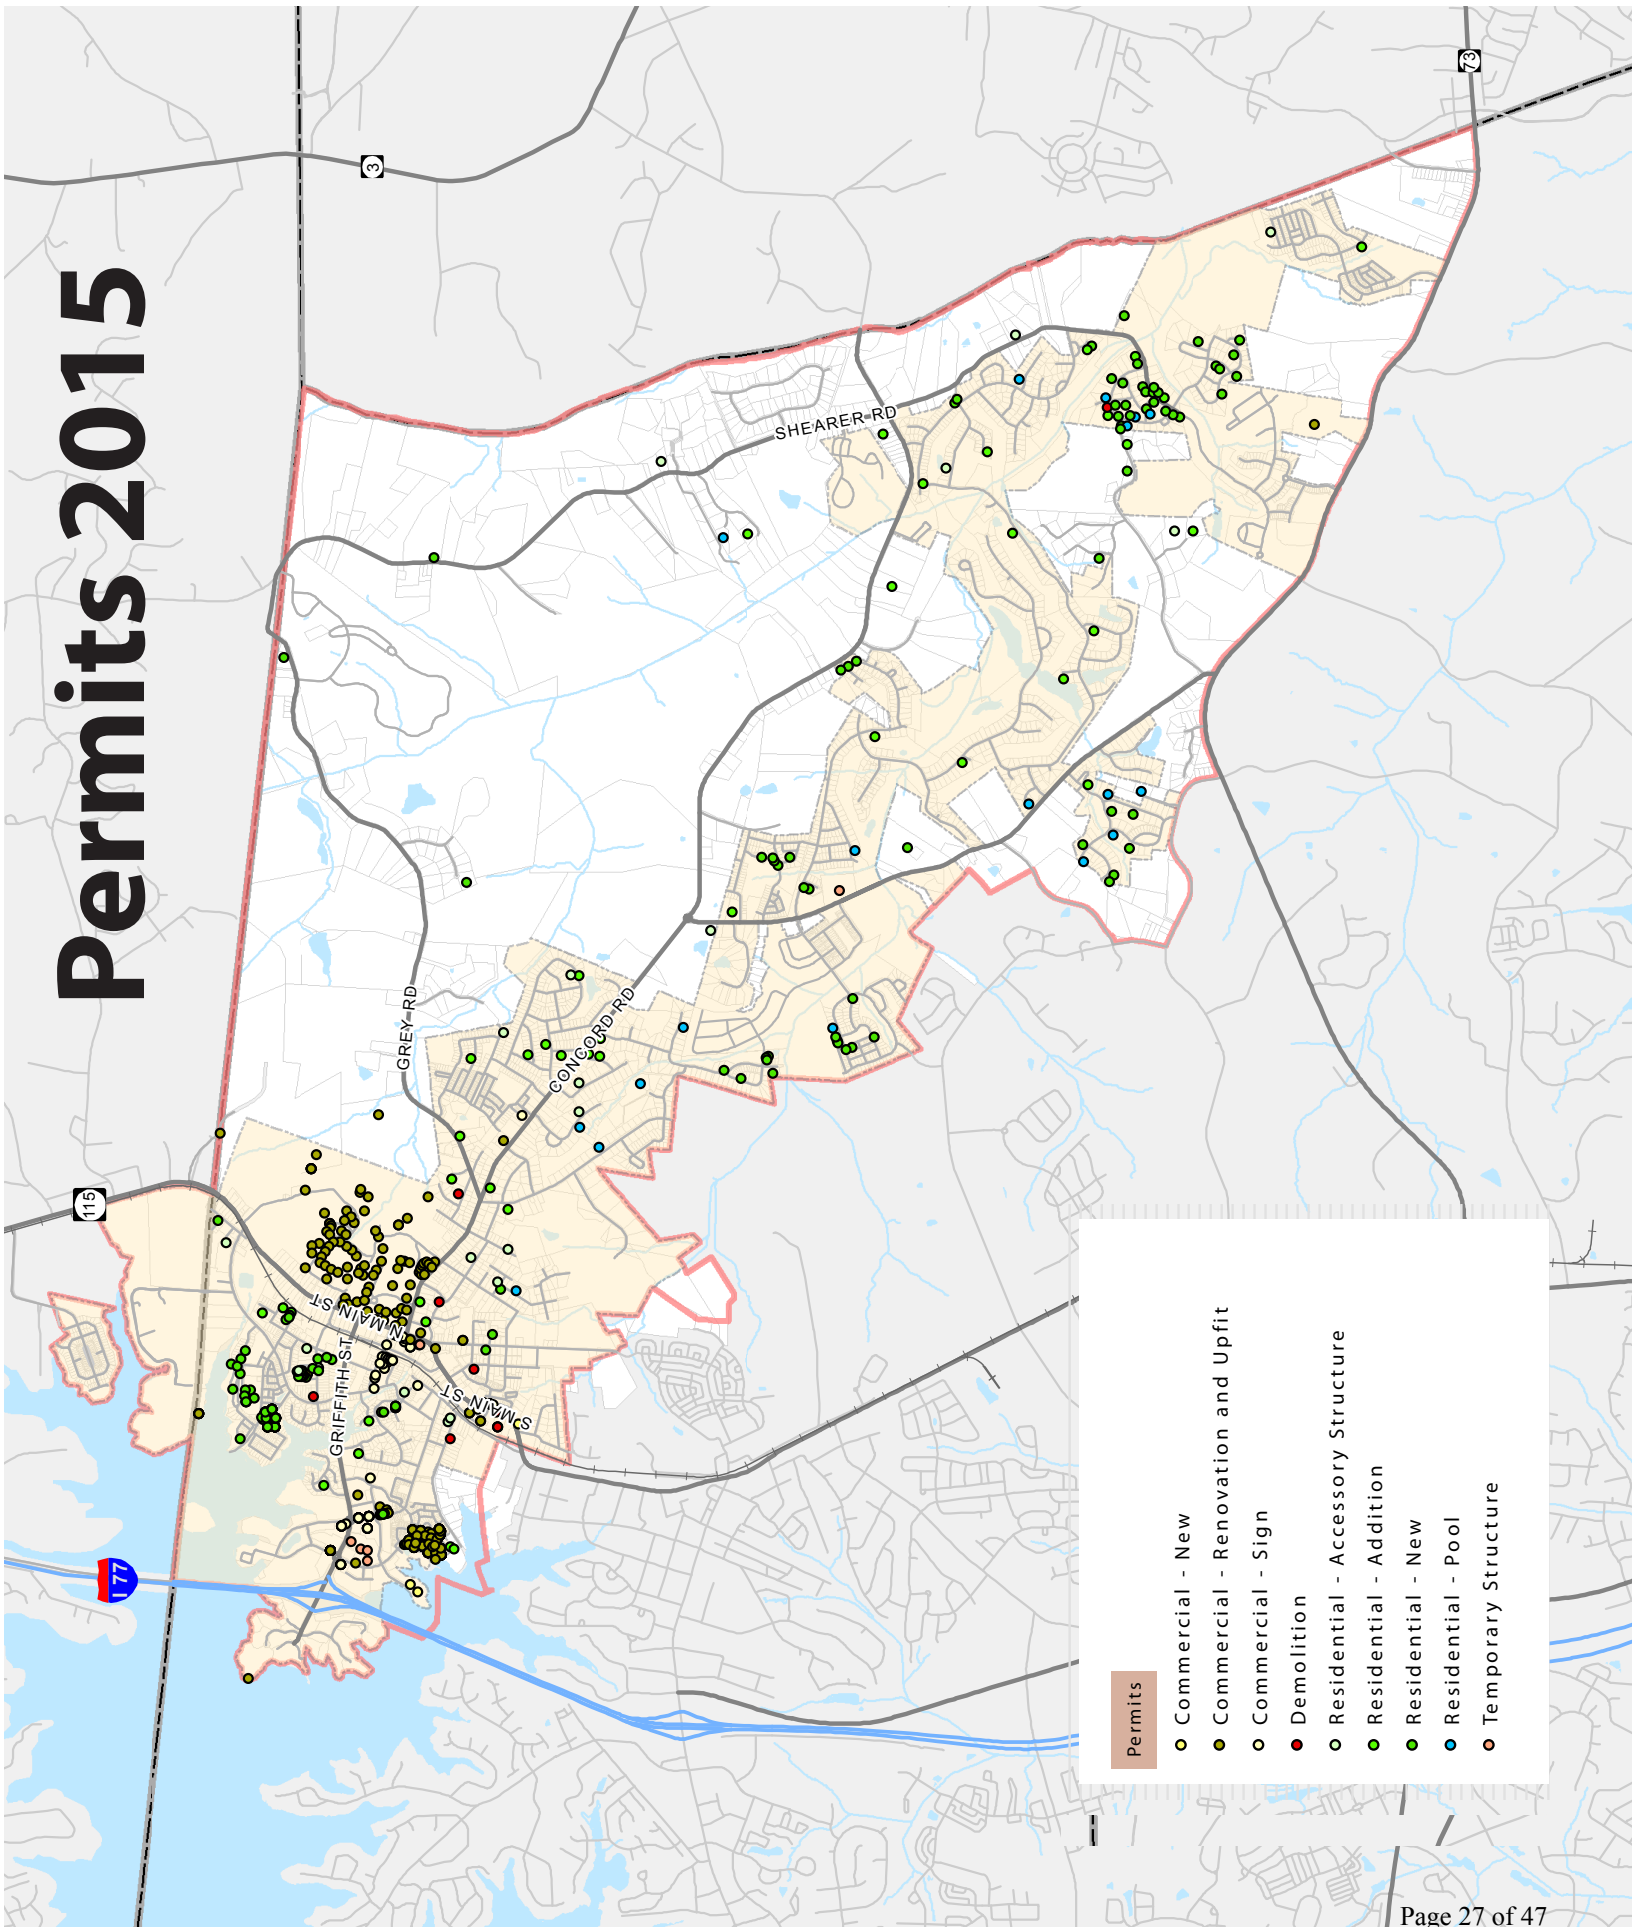 Permits 2015
3
73
115
I 77
SHEARER RD
GREY RD
CONCORD RD
N MAIN ST
GRIFFITH ST
S MAIN ST
Permits
Commercial - New
Commercial - Renovation and Upfit
Commercial - Sign
Demolition
Residential - Accessory Structure
Residential - Addition
Residential - New
Residential - Pool
Temporary Structure
Page 27 of 47